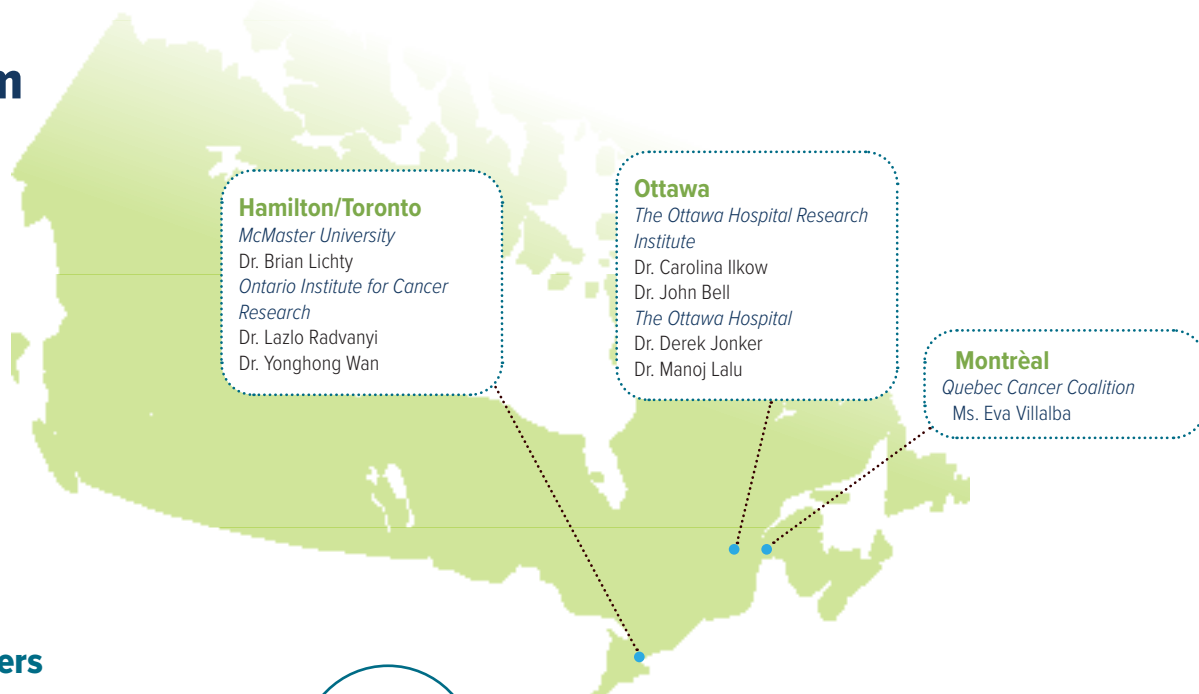 m
Hamilton/Toronto
McMaster University
Dr. Brian Lichty
Ontario Institute for Cancer
Research
Dr. Lazlo Radvanyi
Dr. Yonghong Wan
Ottawa
The Ottawa Hospital Research
Institute
Dr. Carolina Ilkow
Dr. John Bell
The Ottawa Hospital
Dr. Derek Jonker
Dr. Manoj Lalu
Montrèal
Quebec Cancer Coalition
Ms. Eva Villalba
ers